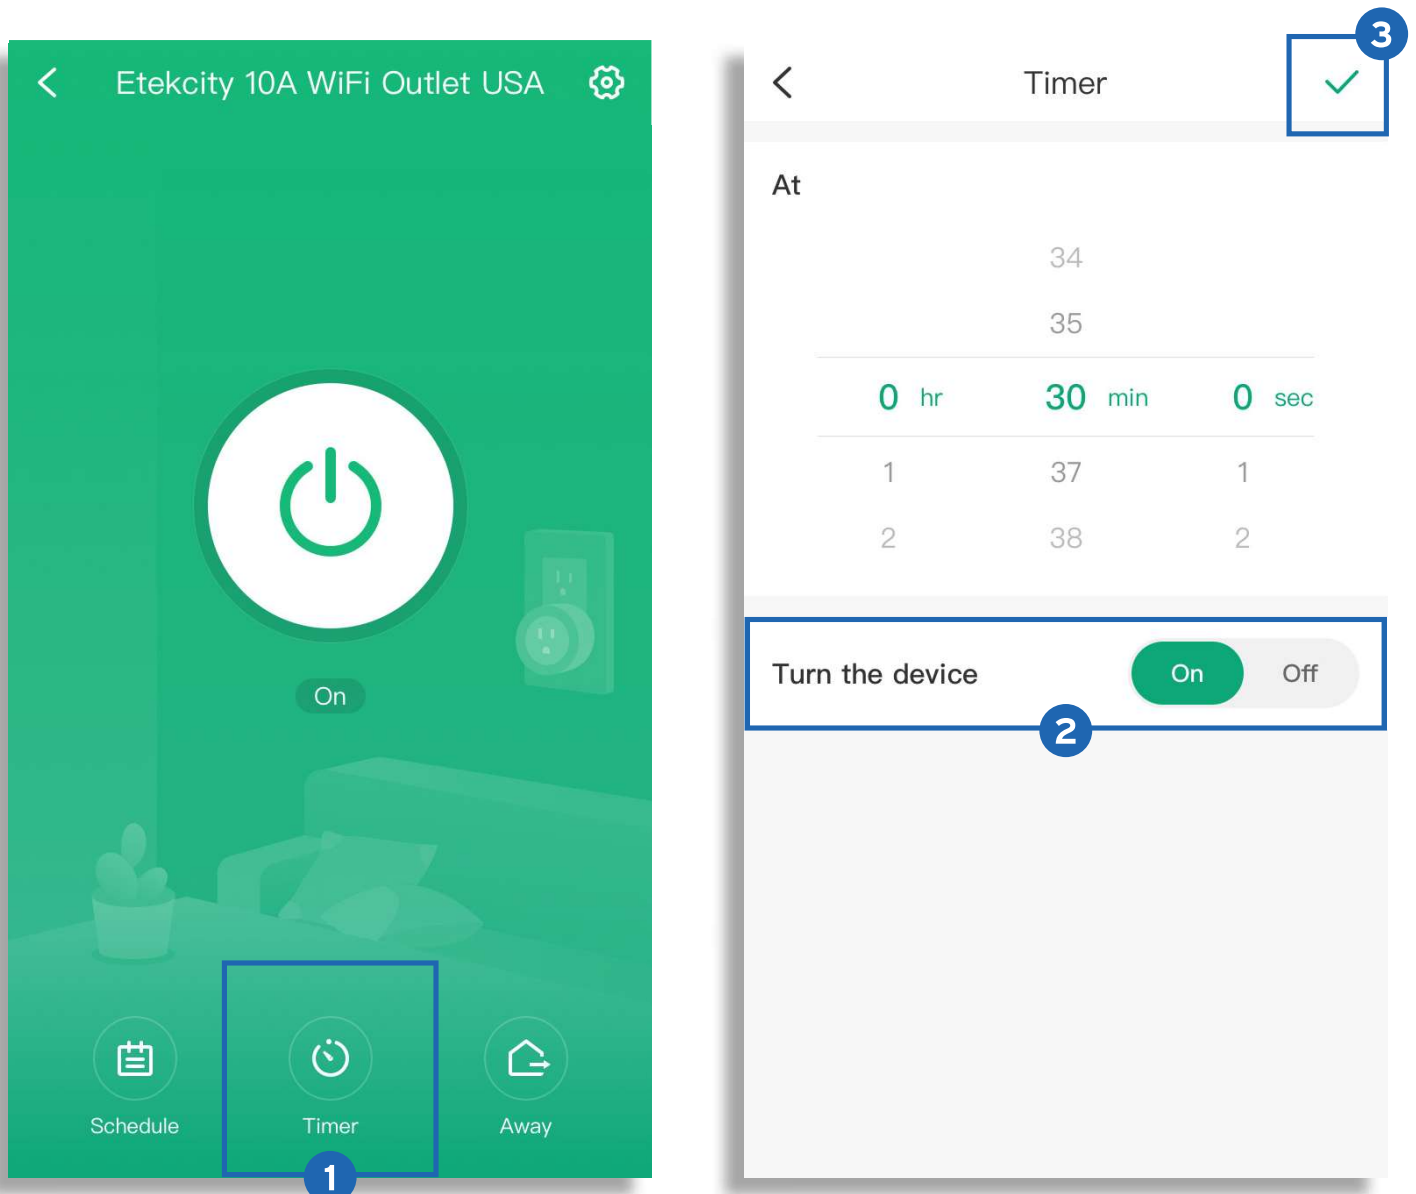 Etekcity 10A WiFi Outlet USA
On
Schedule
Timer
Away
1
3
Timer
At
34
35
0 hr 30 min 0 sec
1 37 1
2 38 2
Turn the device On Off
2